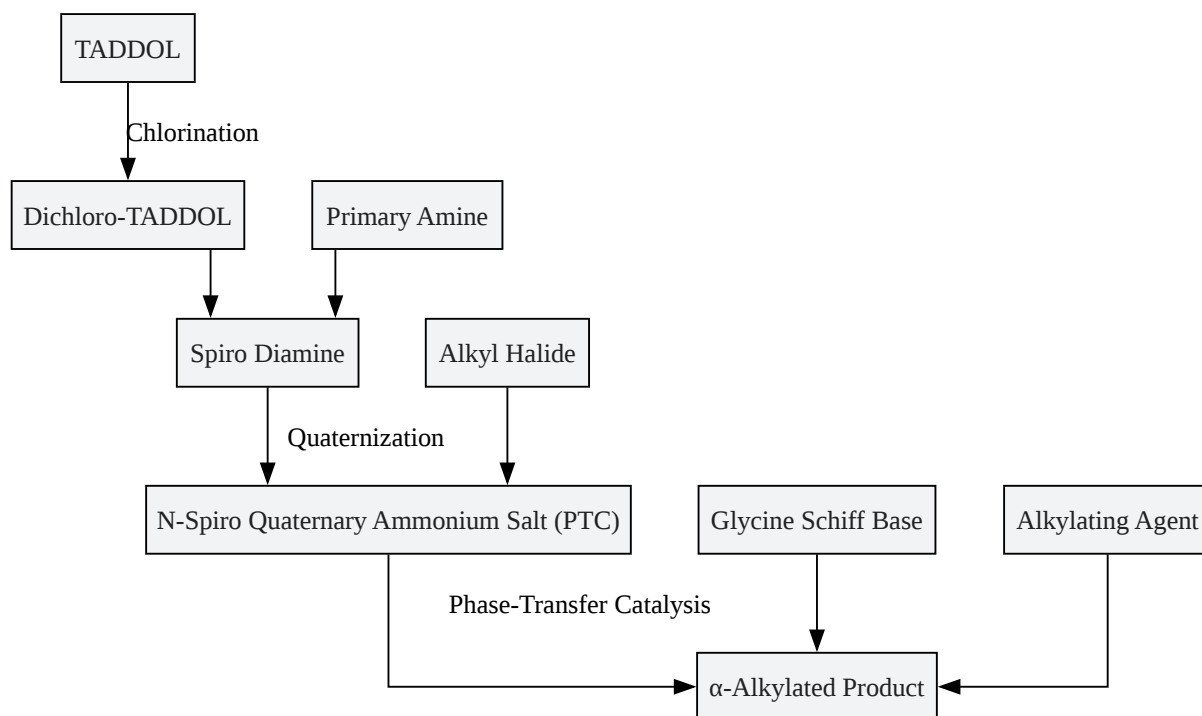 TADDOL
Chlorination
Dichloro-TADDOL
Primary Amine
Spiro Diamine
Alkyl Halide
Quaternization
N-Spiro Quaternary Ammonium Salt (PTC)
Glycine Schiff Base
Alkylating Agent
Phase-Transfer Catalysis
α-Alkylated Product